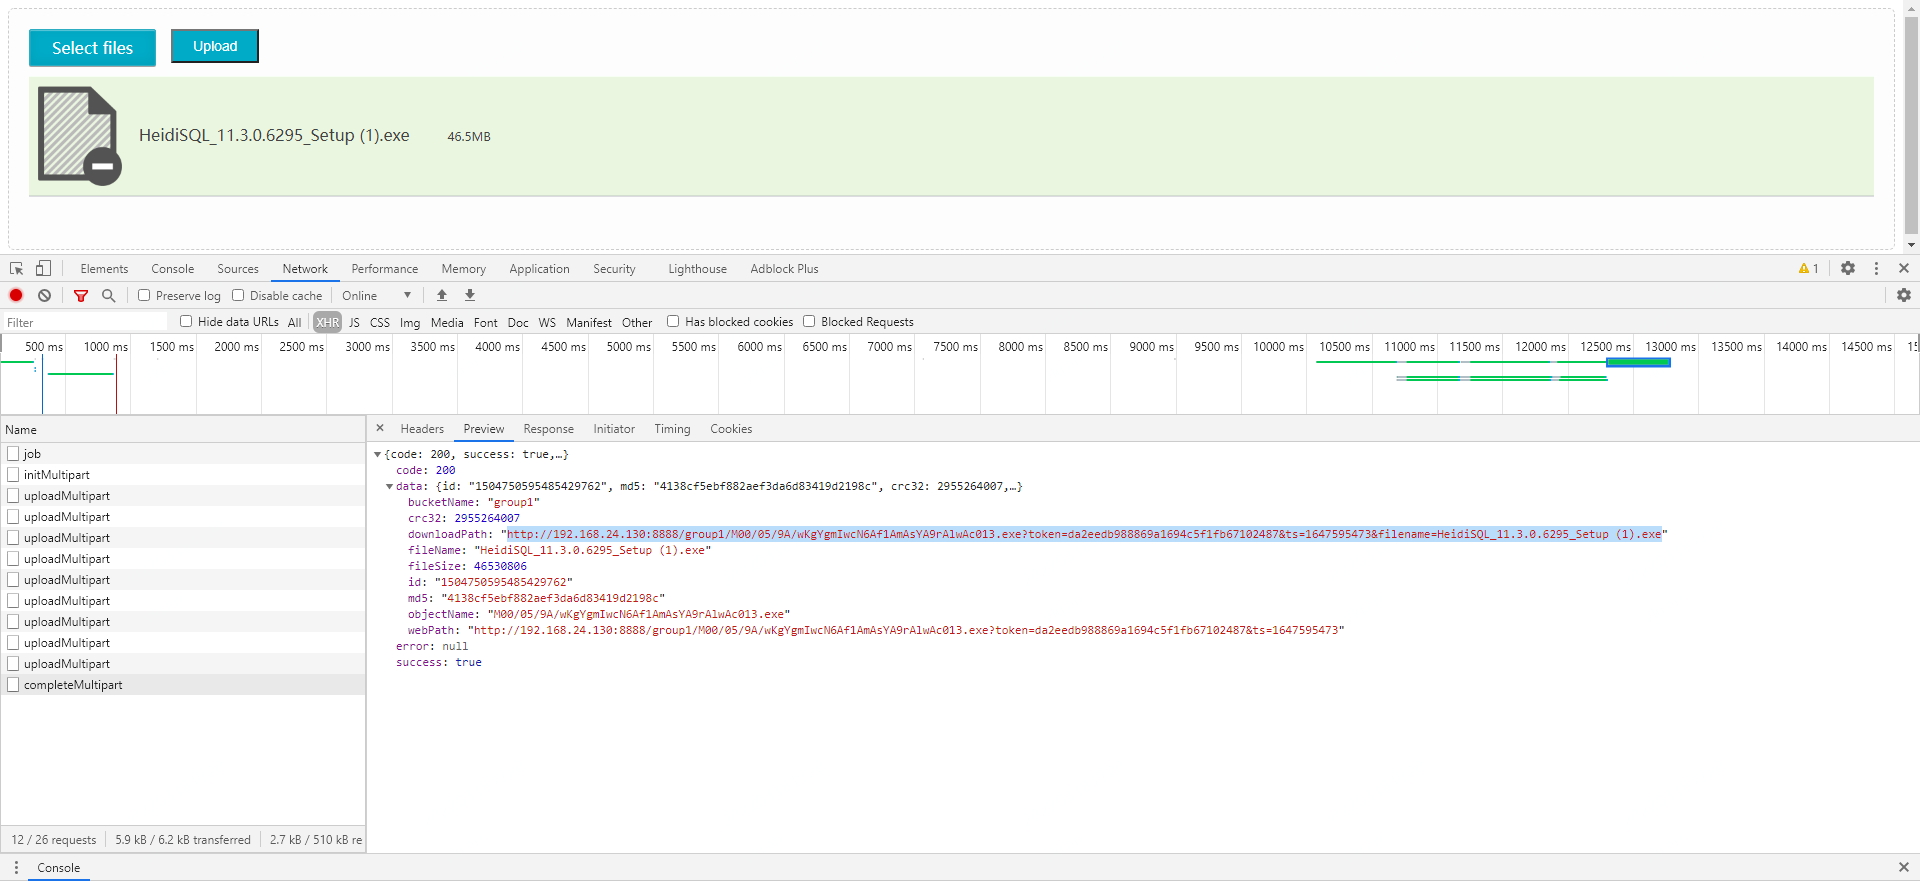 Select files Upload
HeidiSQL_11.3.0.6295_Setup (1).exe 46.5MB
Elements Console Sources Network Performance Memory Application Security Lighthouse Adblock Plus 1
Preserve log Disable cache Online
Filter Hide data URLs All XHR JS CSS Img Media Font Doc WS Manifest Other Has blocked cookies Blocked Requests
500 ms 1000 ms 1500 ms 2000 ms 2500 ms 3000 ms 3500 ms 4000 ms 4500 ms 5000 ms 5500 ms 6000 ms 6500 ms 7000 ms 7500 ms 8000 ms 8500 ms 9000 ms 9500 ms 10000 ms 10500 ms 11000 ms 11500 ms 12000 ms 12500 ms 13000 ms 13500 ms 14000 ms 14500 ms
Name
job
initMultipart
uploadMultipart
uploadMultipart
uploadMultipart
uploadMultipart
uploadMultipart
uploadMultipart
uploadMultipart
uploadMultipart
uploadMultipart
completeMultipart
12 / 26 requests 5.9 kB / 6.2 kB transferred 2.7 kB / 510 kB re
Headers Preview Response Initiator Timing Cookies
{code: 200, success: true,…}
code: 200
data: {id: "1504750595485429762", md5: "4138cf5ebf882aef3da6d83419d2198c", crc32: 2955264007,…}
bucketName: "group1"
crc32: 2955264007
downloadPath: "http://192.168.24.130:8888/group1/M00/05/9A/wKgYgmIwcN6Af1AmAsYA9rAlwAc013.exe?token=da2eedb988869a1694c5f1fb67102487&ts=1647595473&filename=HeidiSQL_11.3.0.6295_Setup (1).exe"
fileName: "HeidiSQL_11.3.0.6295_Setup (1).exe"
fileSize: 46530806
id: "1504750595485429762"
md5: "4138cf5ebf882aef3da6d83419d2198c"
objectName: "M00/05/9A/wKgYgmIwcN6Af1AmAsYA9rAlwAc013.exe"
webPath: "http://192.168.24.130:8888/group1/M00/05/9A/wKgYgmIwcN6Af1AmAsYA9rAlwAc013.exe?token=da2eedb988869a1694c5f1fb67102487&ts=1647595473"
error: null
success: true
Console